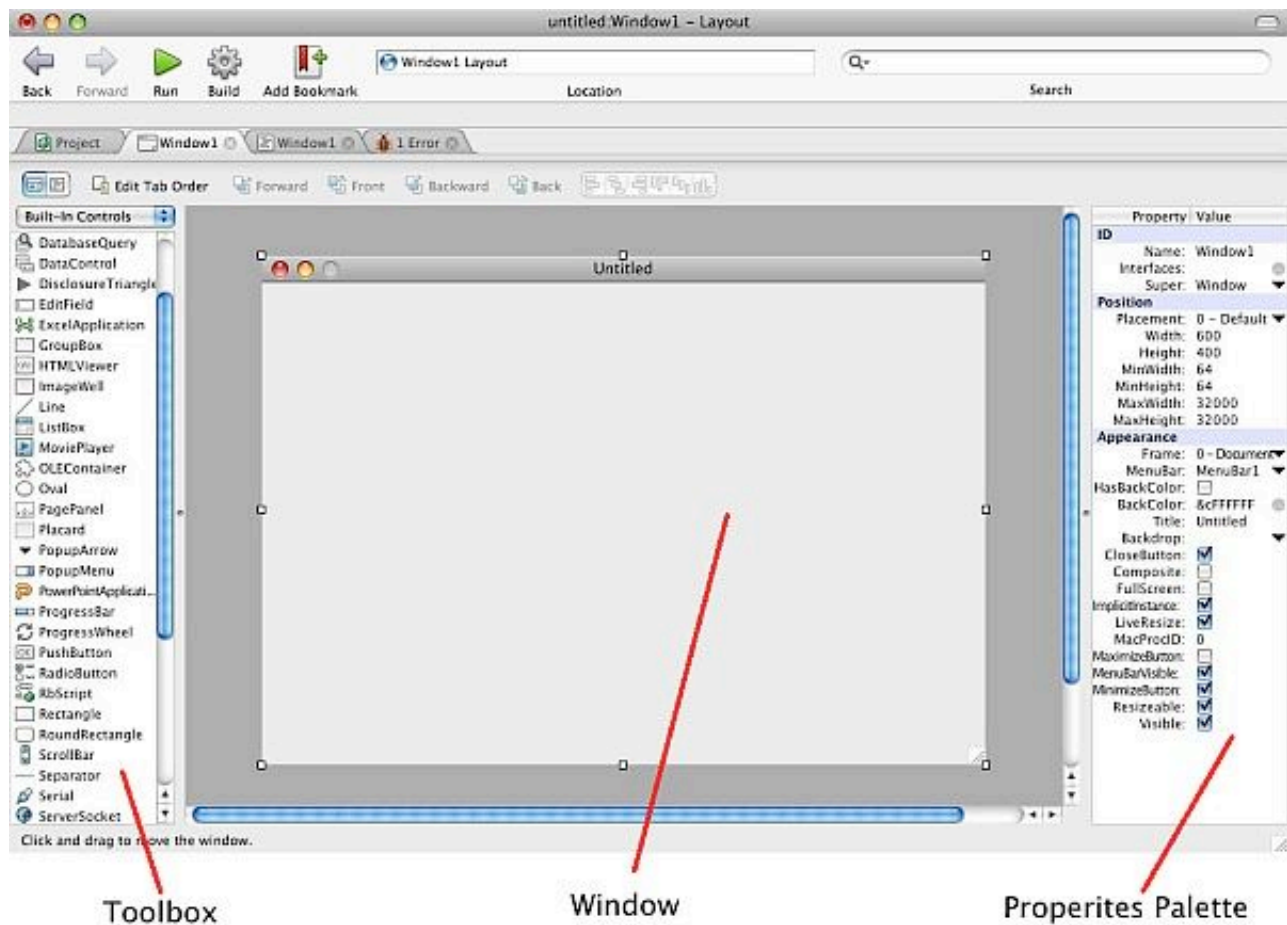 untitled:Window1 – Layout
Window1 Layout
Back Forward Run Build Add Bookmark Location Search
Project Window1 Window1 1 Error
Edit Tab Order Forward Front Backward Back
Built-In Controls
DatabaseQuery
DataControl
DisclosureTriangle
EditField
ExcelApplication
GroupBox
HTMLViewer
ImageWell
Line
ListBox
MoviePlayer
OLEContainer
Oval
PagePanel
Placard
PopupArrow
PopupMenu
PowerPointApplicati...
ProgressBar
ProgressWheel
PushButton
RadioButton
RbScript
Rectangle
RoundRectangle
ScrollBar
Separator
Serial
ServerSocket
Untitled
Property Value
ID
Name: Window1
Interfaces:
Super: Window
Position
Placement: 0 – Default
Width: 600
Height: 400
MinWidth: 64
MinHeight: 64
MaxWidth: 32000
MaxHeight: 32000
Appearance
Frame: 0 – Document
MenuBar: MenuBar1
HasBackColor:
BackColor: &cFFFFFF
Title: Untitled
Backdrop:
CloseButton:
Composite:
FullScreen:
ImplicitInstance:
LiveResize:
MacProcID: 0
MaximizeButton:
MenuBarVisible:
MinimizeButton:
Resizeable:
Visible:
Click and drag to move the window.
Toolbox
Window
Properites Palette